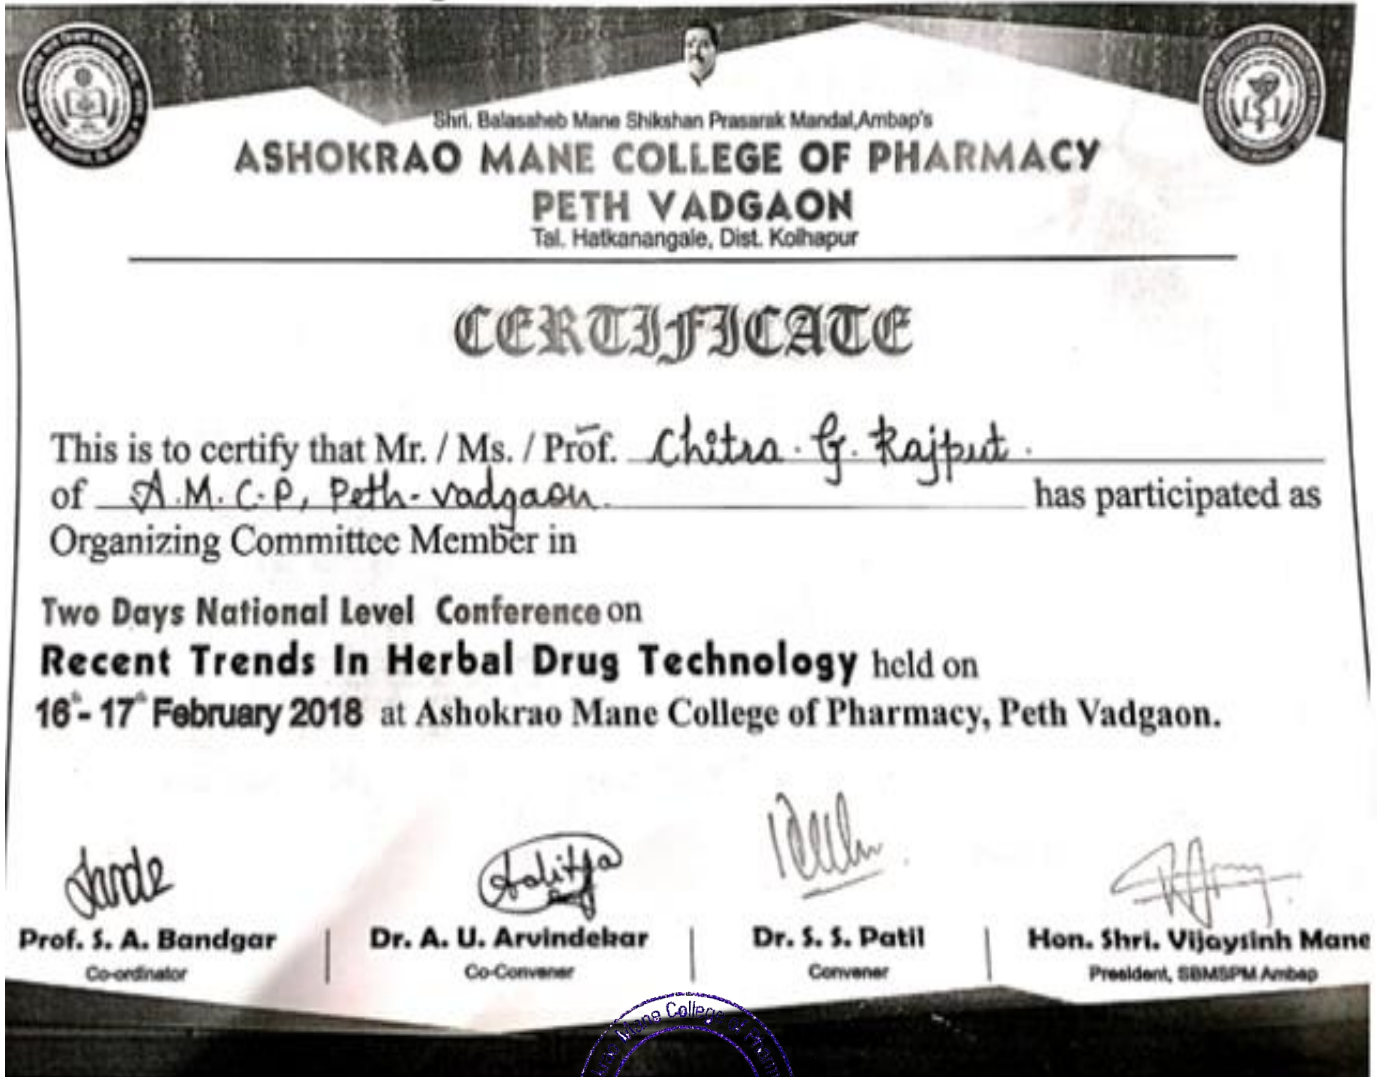 Shri. Balasaheb Mane Shikshan Prasarak Mandal,Ambap's
ASHOKRAO MANE COLLEGE OF PHARMACY
PETH VADGAON
Tal. Hatkanangale, Dist. Kolhapur
CERTIFICATE
This is to certify that Mr. / Ms. / Prof. Chitra. G. Rajput.
of A.M.C.P, Peth-vadgaon. has participated as
Organizing Committee Member in
Two Days National Level Conference on
Recent Trends In Herbal Drug Technology held on
16th - 17th February 2018 at Ashokrao Mane College of Pharmacy, Peth Vadgaon.
Prof. S. A. Bandgar
Co-ordinator
Dr. A. U. Arvindekar
Co-Convener
Dr. S. S. Patil
Convener
Hon. Shri. Vijaysinh Mane
President, SBMSPM Ambap
Mane College of